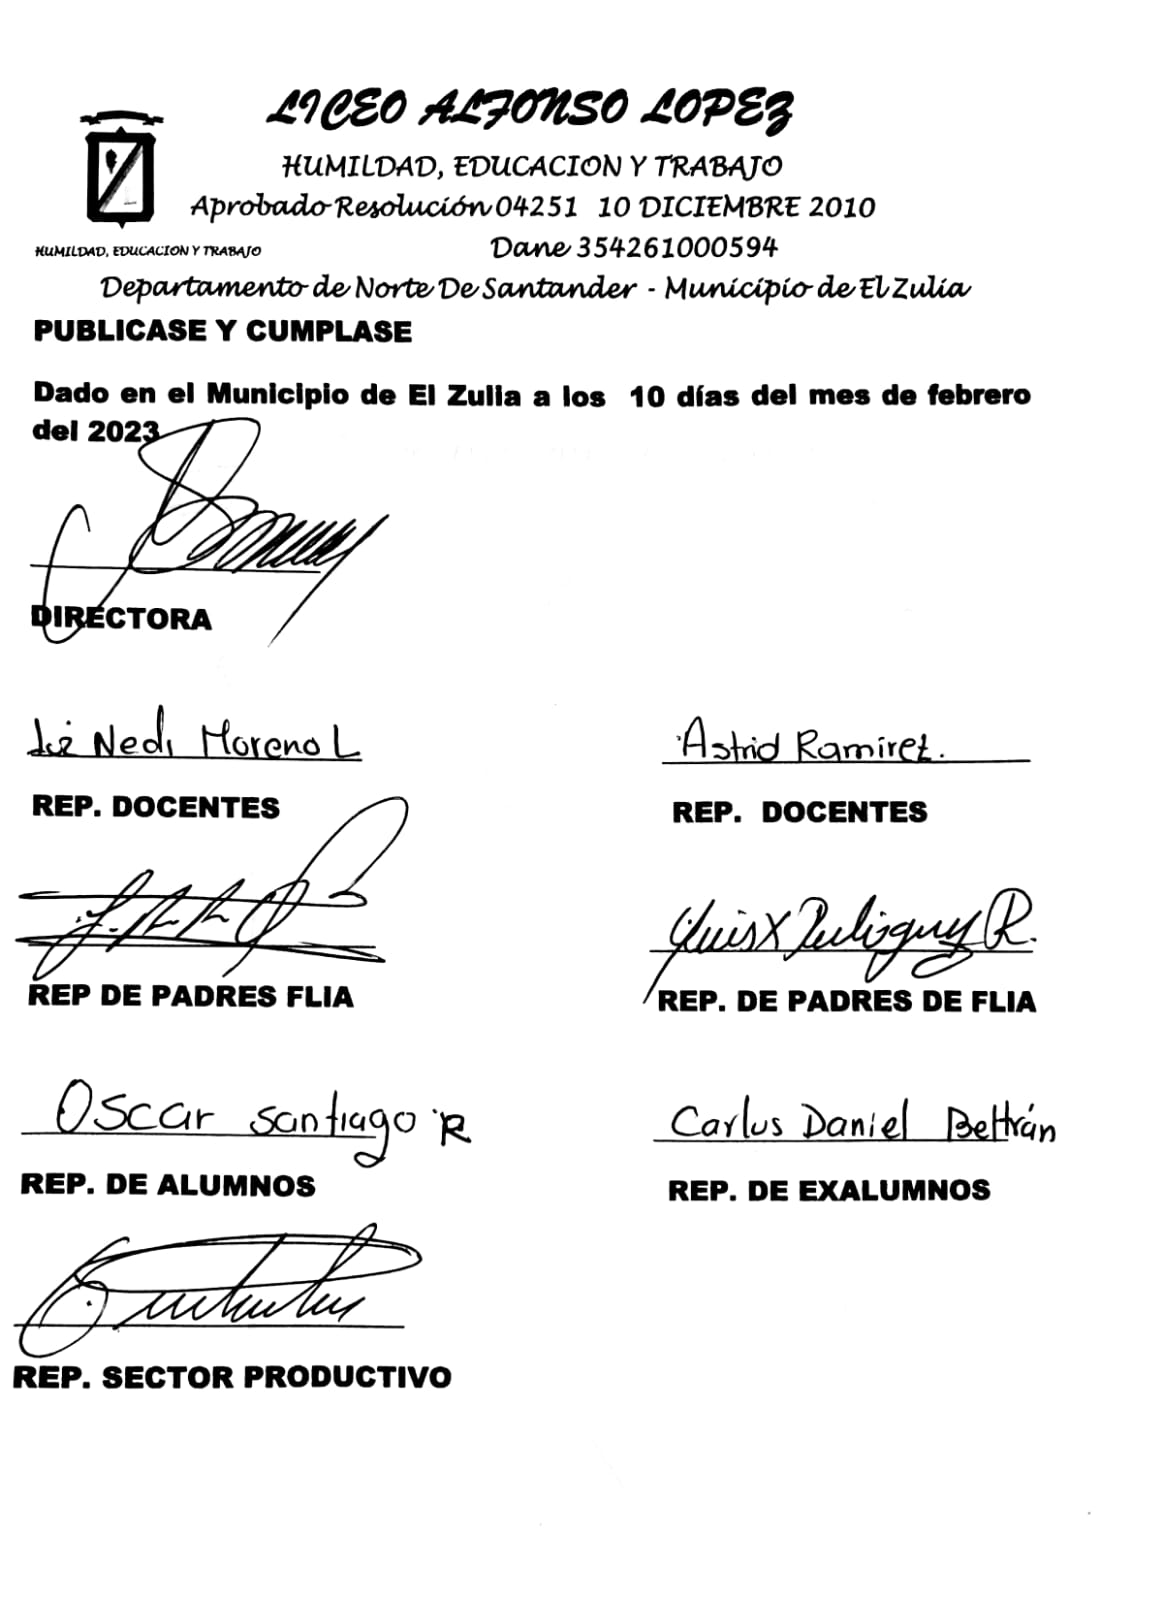 LICEO ALFONSO LOPEZ
HUMILDAD, EDUCACION Y TRABAJO
Aprobado Resolución 04251 10 DICIEMBRE 2010
HUMILDAD, EDUCACION Y TRABAJO
Dane 354261000594
Departamento de Norte De Santander - Municipio de El Zulia
PUBLICASE Y CUMPLASE
Dado en el Municipio de El Zulia a los 10 días del mes de febrero
del 2023
DIRECTORA
Nedi Moreno L
Astrid Ramirez.
REP. DOCENTES
REP. DOCENTES
R.
REP DE PADRES FLIA
REP. DE PADRES DE FLIA
Oscar Santiago R
Carlos Daniel Beltrán
REP. DE ALUMNOS
REP. DE EXALUMNOS
REP. SECTOR PRODUCTIVO